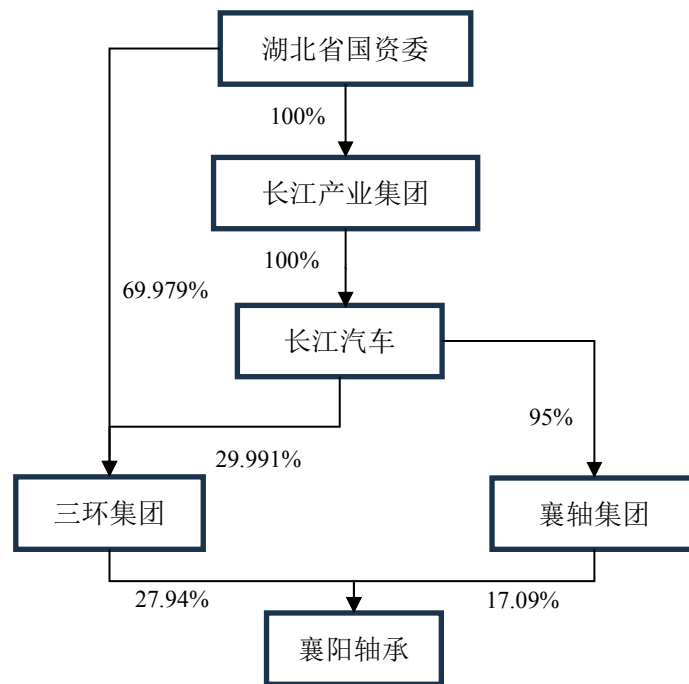 湖北省国资委
100%
长江产业集团
100%
69.979%
长江汽车
95%
29.991%
三环集团
襄轴集团
27.94%
17.09%
襄阳轴承